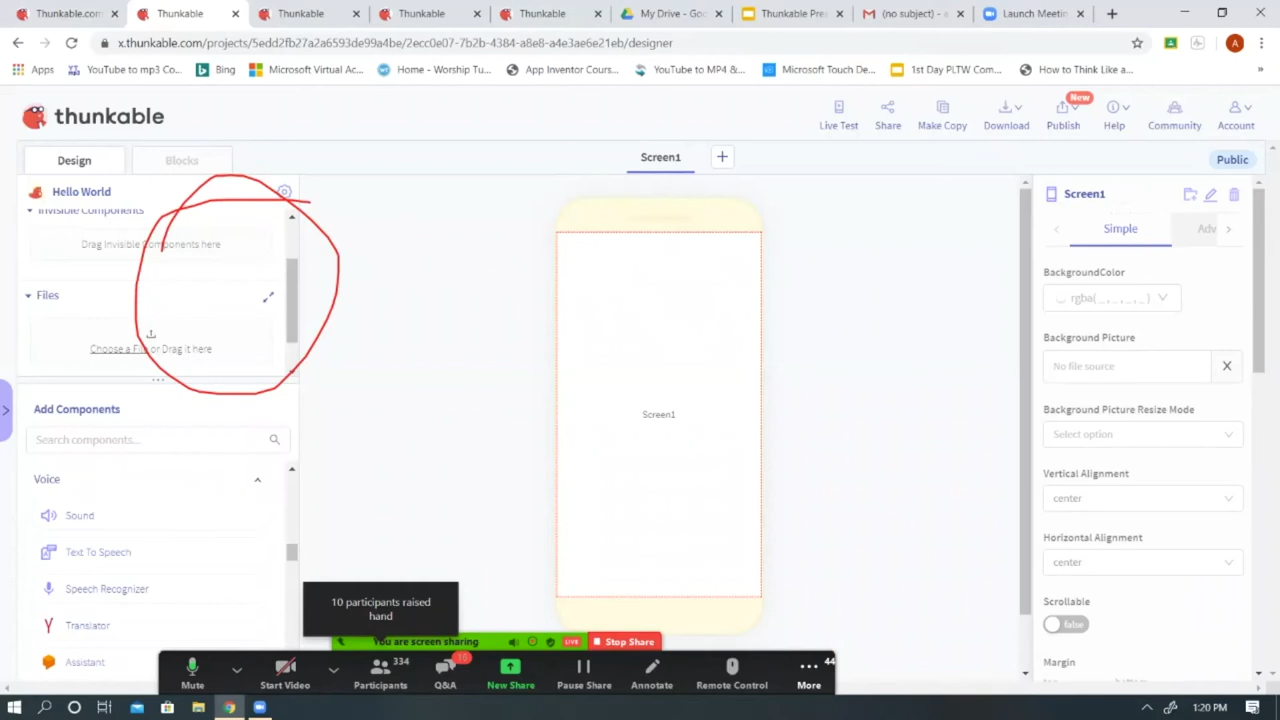 Thunkable.com
Thunkable
Thunkable
Thunkable
Thunkable
My Drive - Goo
Thunkable Pre
(no subject) - e
Launch Meetin
x.thunkable.com/projects/5edd2fb27a2a6593de99a4be/2ecc0e07-7b2b-4384-a8e8-a4e3ae6e21eb/designer
A
Apps
YouTube to mp3 Co...
Bing
Microsoft Virtual Ac...
Home - Worship Tu...
App Inventor Cours...
YouTube to MP4 &...
Microsoft Touch De...
1st Day PLTW Com...
How to Think Like a...
thunkable
Live Test
Share
Make Copy
Download
New
Publish
Help
Community
Account
Design
Blocks
Screen1
Public
Hello World
Invisible Components
Drag Invisible Components here
Files
Choose a File or Drag it here
Add Components
Search components...
Voice
Sound
Text To Speech
Speech Recognizer
Translator
Assistant
Screen1
Screen1
Simple
Adv
BackgroundColor
rgba( _ , _ , _ , _ )
Background Picture
No file source
X
Background Picture Resize Mode
Select option
Vertical Alignment
center
Horizontal Alignment
center
Scrollable
false
Margin
10 participants raised
hand
You are screen sharing
LIVE
Stop Share
Mute
Start Video
334
Participants
Q&A
New Share
Pause Share
Annotate
Remote Control
44
More
1:20 PM